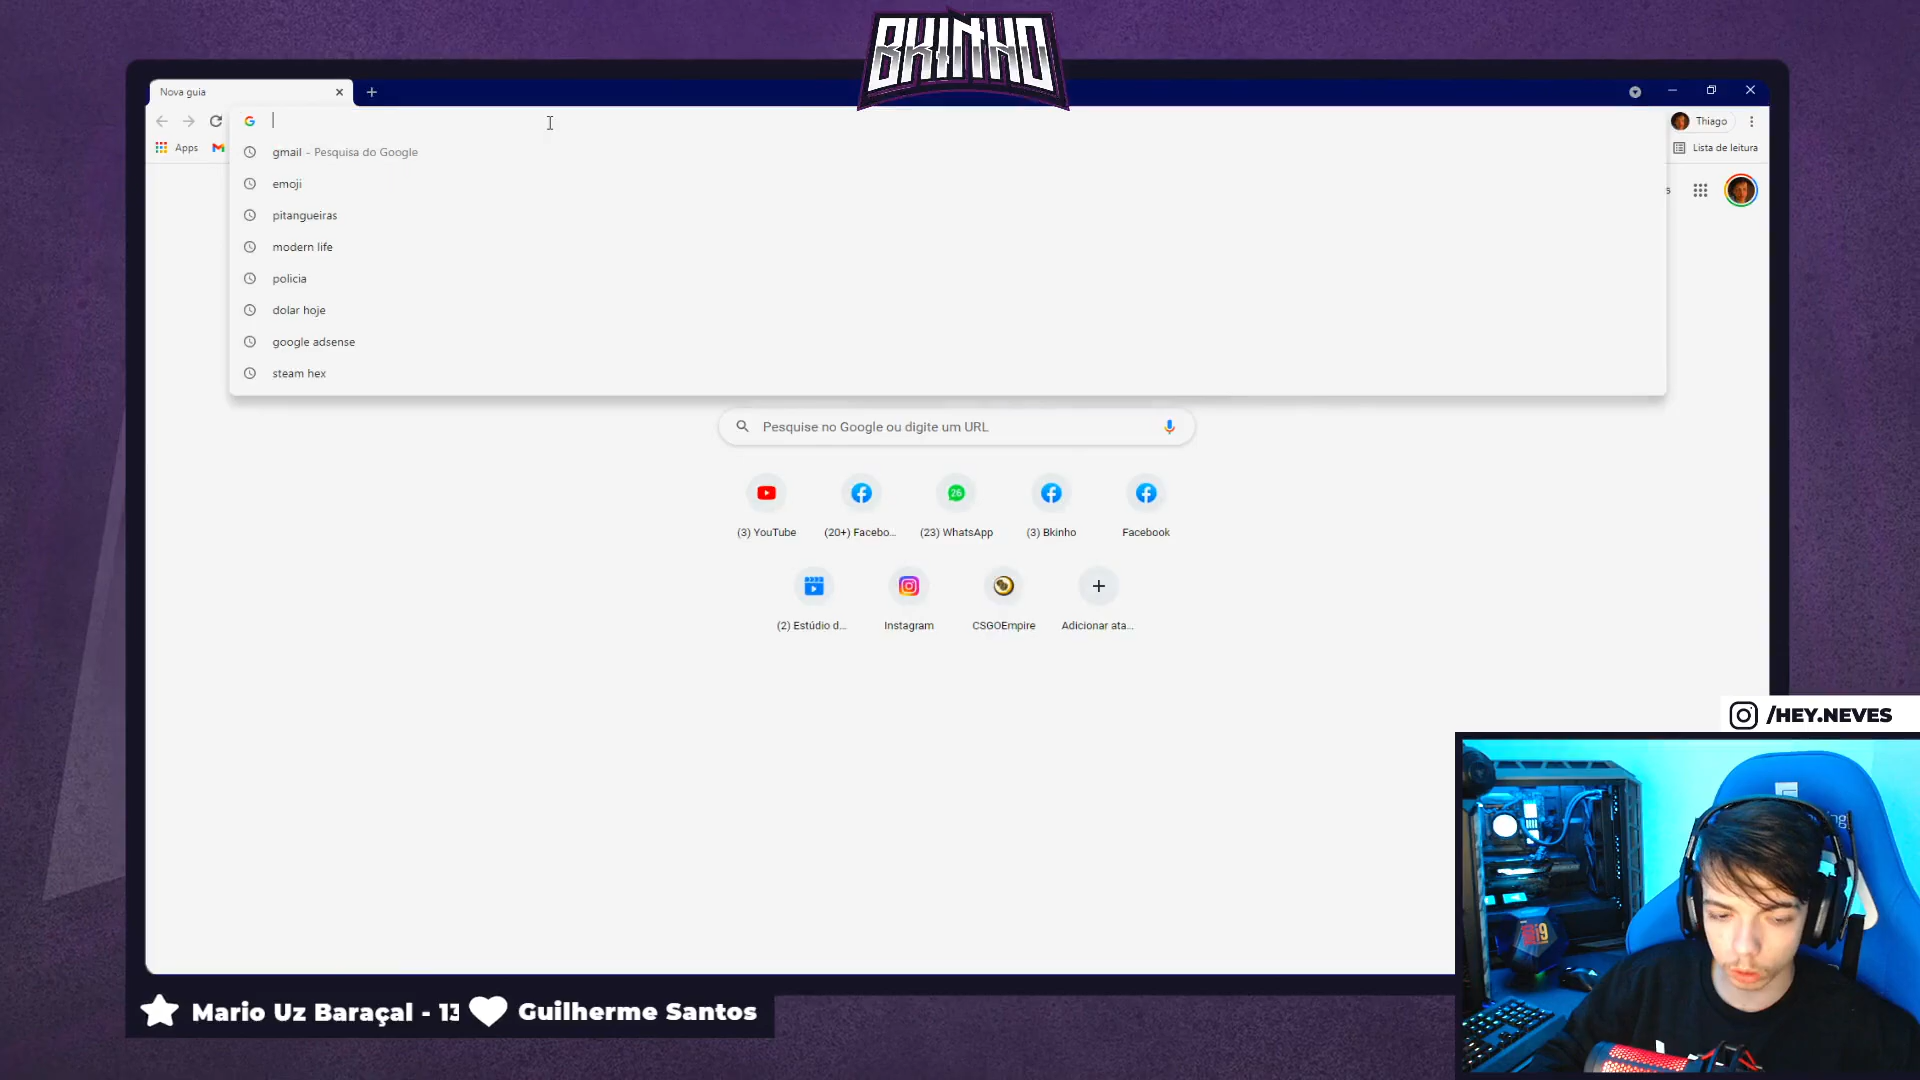 BKINHO
Nova guia
Thiago
Apps
Lista de leitura
gmail - Pesquisa do Google
emoji
pitangueiras
modern life
policia
dolar hoje
google adsense
steam hex
Pesquise no Google ou digite um URL
26
(3) YouTube
(20+) Facebo...
(23) WhatsApp
(3) Bkinho
Facebook
(2) Estúdio d...
Instagram
CSGOEmpire
Adicionar ata...
/HEY.NEVES
i9
Mario Uz Baraçal - 13
Guilherme Santos